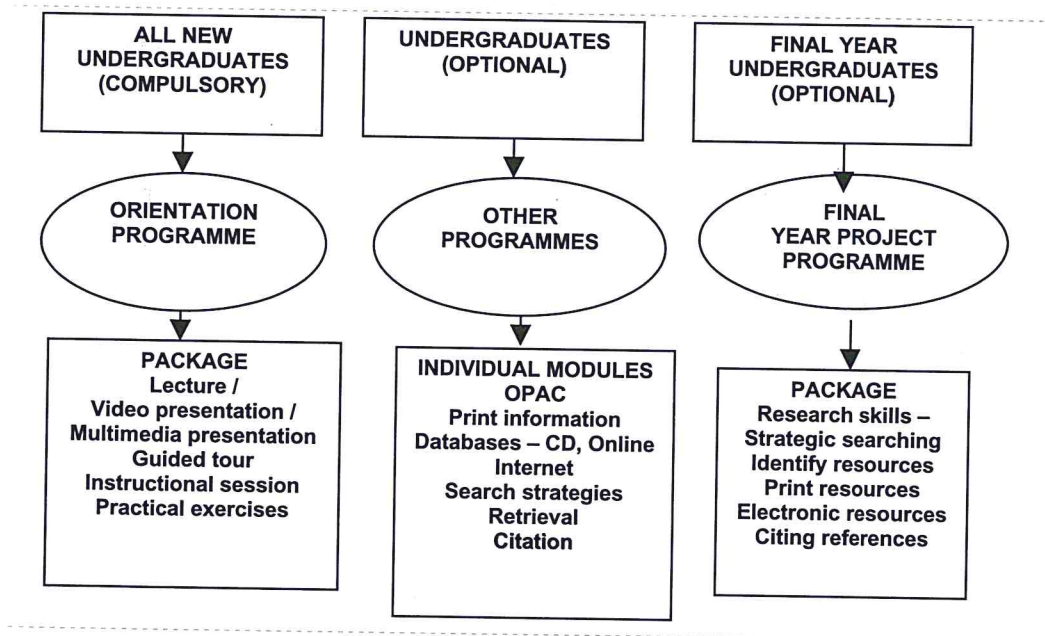 ALL NEW
UNDERGRADUATES
(COMPULSORY)
ORIENTATION
PROGRAMME
PACKAGE
Lecture /
Video presentation /
Multimedia presentation
Guided tour
Instructional session
Practical exercises
UNDERGRADUATES
(OPTIONAL)
OTHER
PROGRAMMES
INDIVIDUAL MODULES
OPAC
Print information
Databases – CD, Online
Internet
Search strategies
Retrieval
Citation
FINAL YEAR
UNDERGRADUATES
(OPTIONAL)
FINAL
YEAR PROJECT
PROGRAMME
PACKAGE
Research skills –
Strategic searching
Identify resources
Print resources
Electronic resources
Citing references